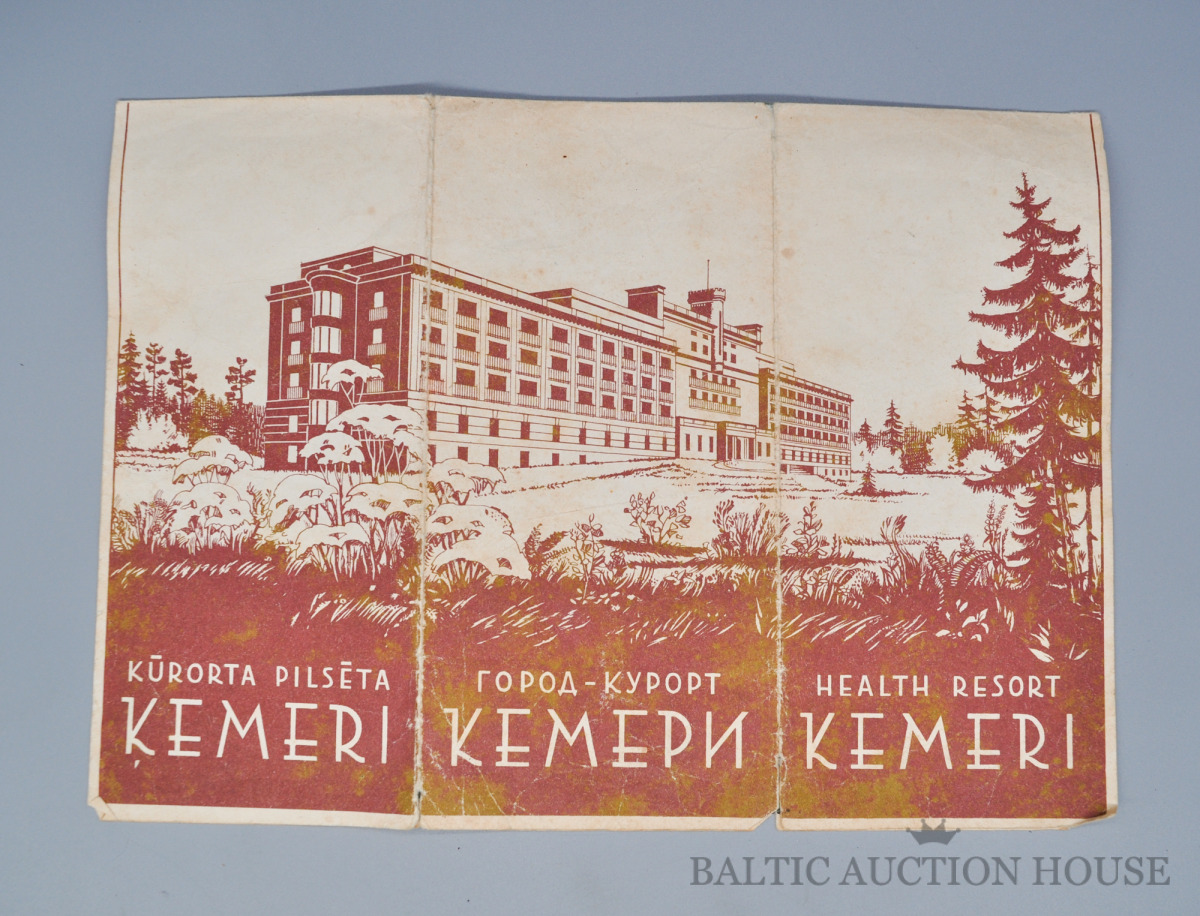 KŪRORTA PILSĒTA
ĶEMERI
ГОРОД-КУРОРТ
КЕМЕРИ
HEALTH RESORT
KEMERI
BALTIC AUCTION HOUSE